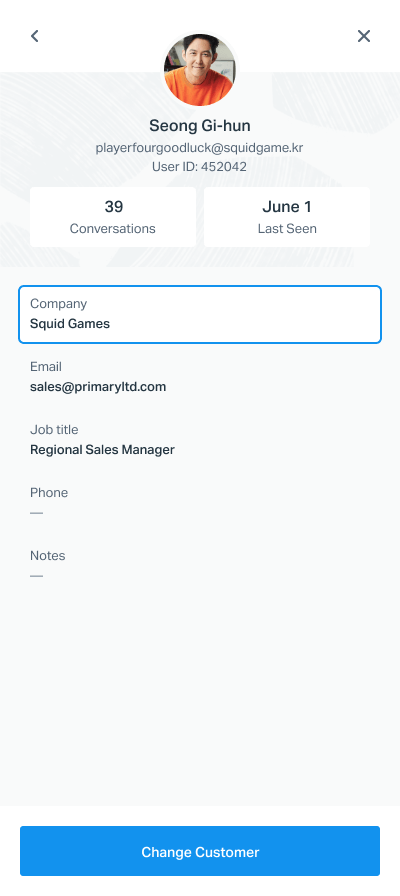 Seong Gi-hun
playerfourgoodluck@squidgame.kr
User ID: 452042
39
Conversations
June 1
Last Seen
Company
Squid Games
Email
sales@primaryltd.com
Job title
Regional Sales Manager
Phone
—
Notes
—
Change Customer